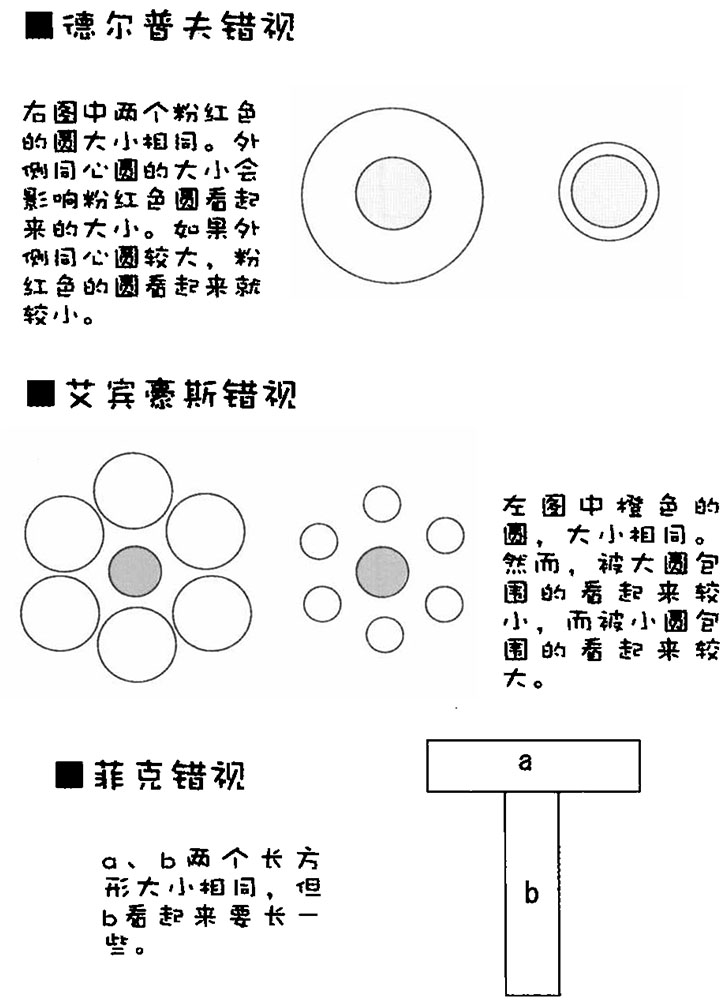 ■德尔普夫错视
右图中两个粉红色
的圆大小相同。外
侧同心圆的大小会
影响粉红色圆看起
来的大小。如果外
侧同心圆较大，粉
红色的圆看起来就
较小。
■艾宾豪斯错视
左图中橙色的
圆，大小相同。
然而，被大圆包
围的看起来较
小，而被小圆包
围的看起来较
大。
■菲克错视
a
b
a、b两个长方
形大小相同，但
b看起来要长一
些。